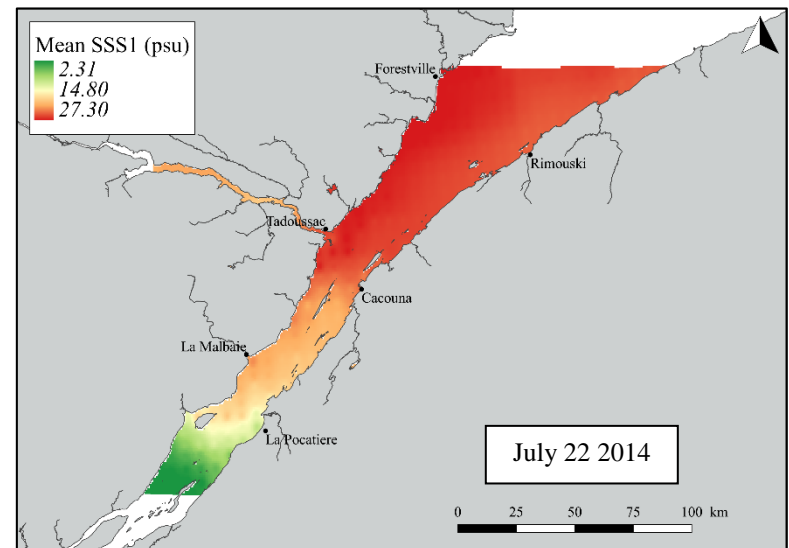 Mean SSS1 (psu)
2.31
14.80
27.30
Forestville
Rimouski
Tadoussac
Cacouna
La Malbaie
La Pocatiere
July 22 2014
0 25 50 75 100 km